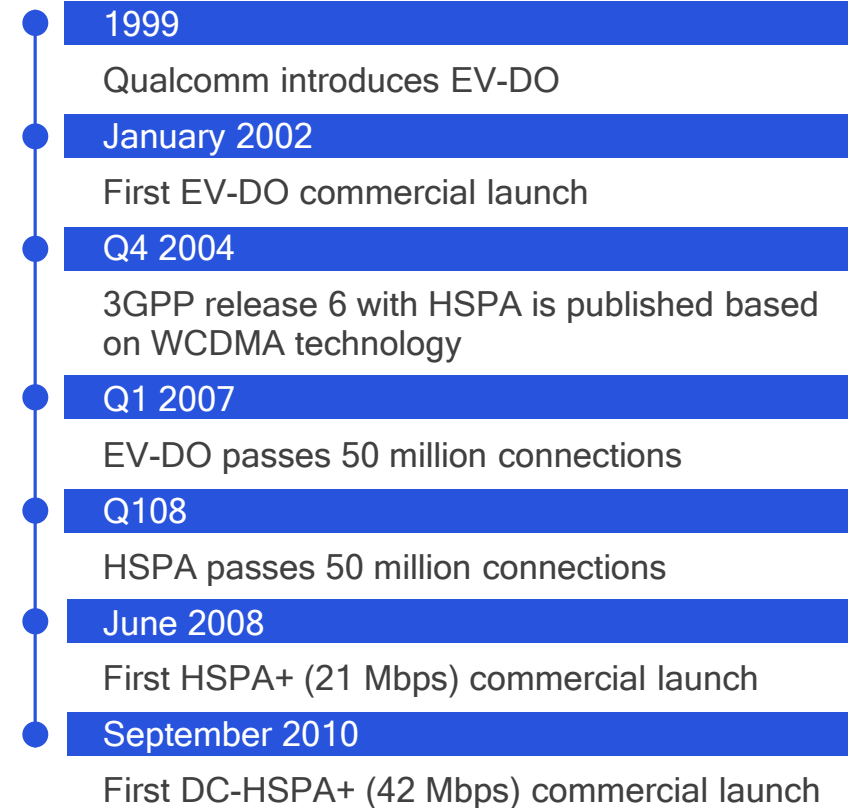 1999
Qualcomm introduces EV-DO
January 2002
First EV-DO commercial launch
Q4 2004
3GPP release 6 with HSPA is published based
on WCDMA technology
Q1 2007
EV-DO passes 50 million connections
Q108
HSPA passes 50 million connections
June 2008
First HSPA+ (21 Mbps) commercial launch
September 2010
First DC-HSPA+ (42 Mbps) commercial launch